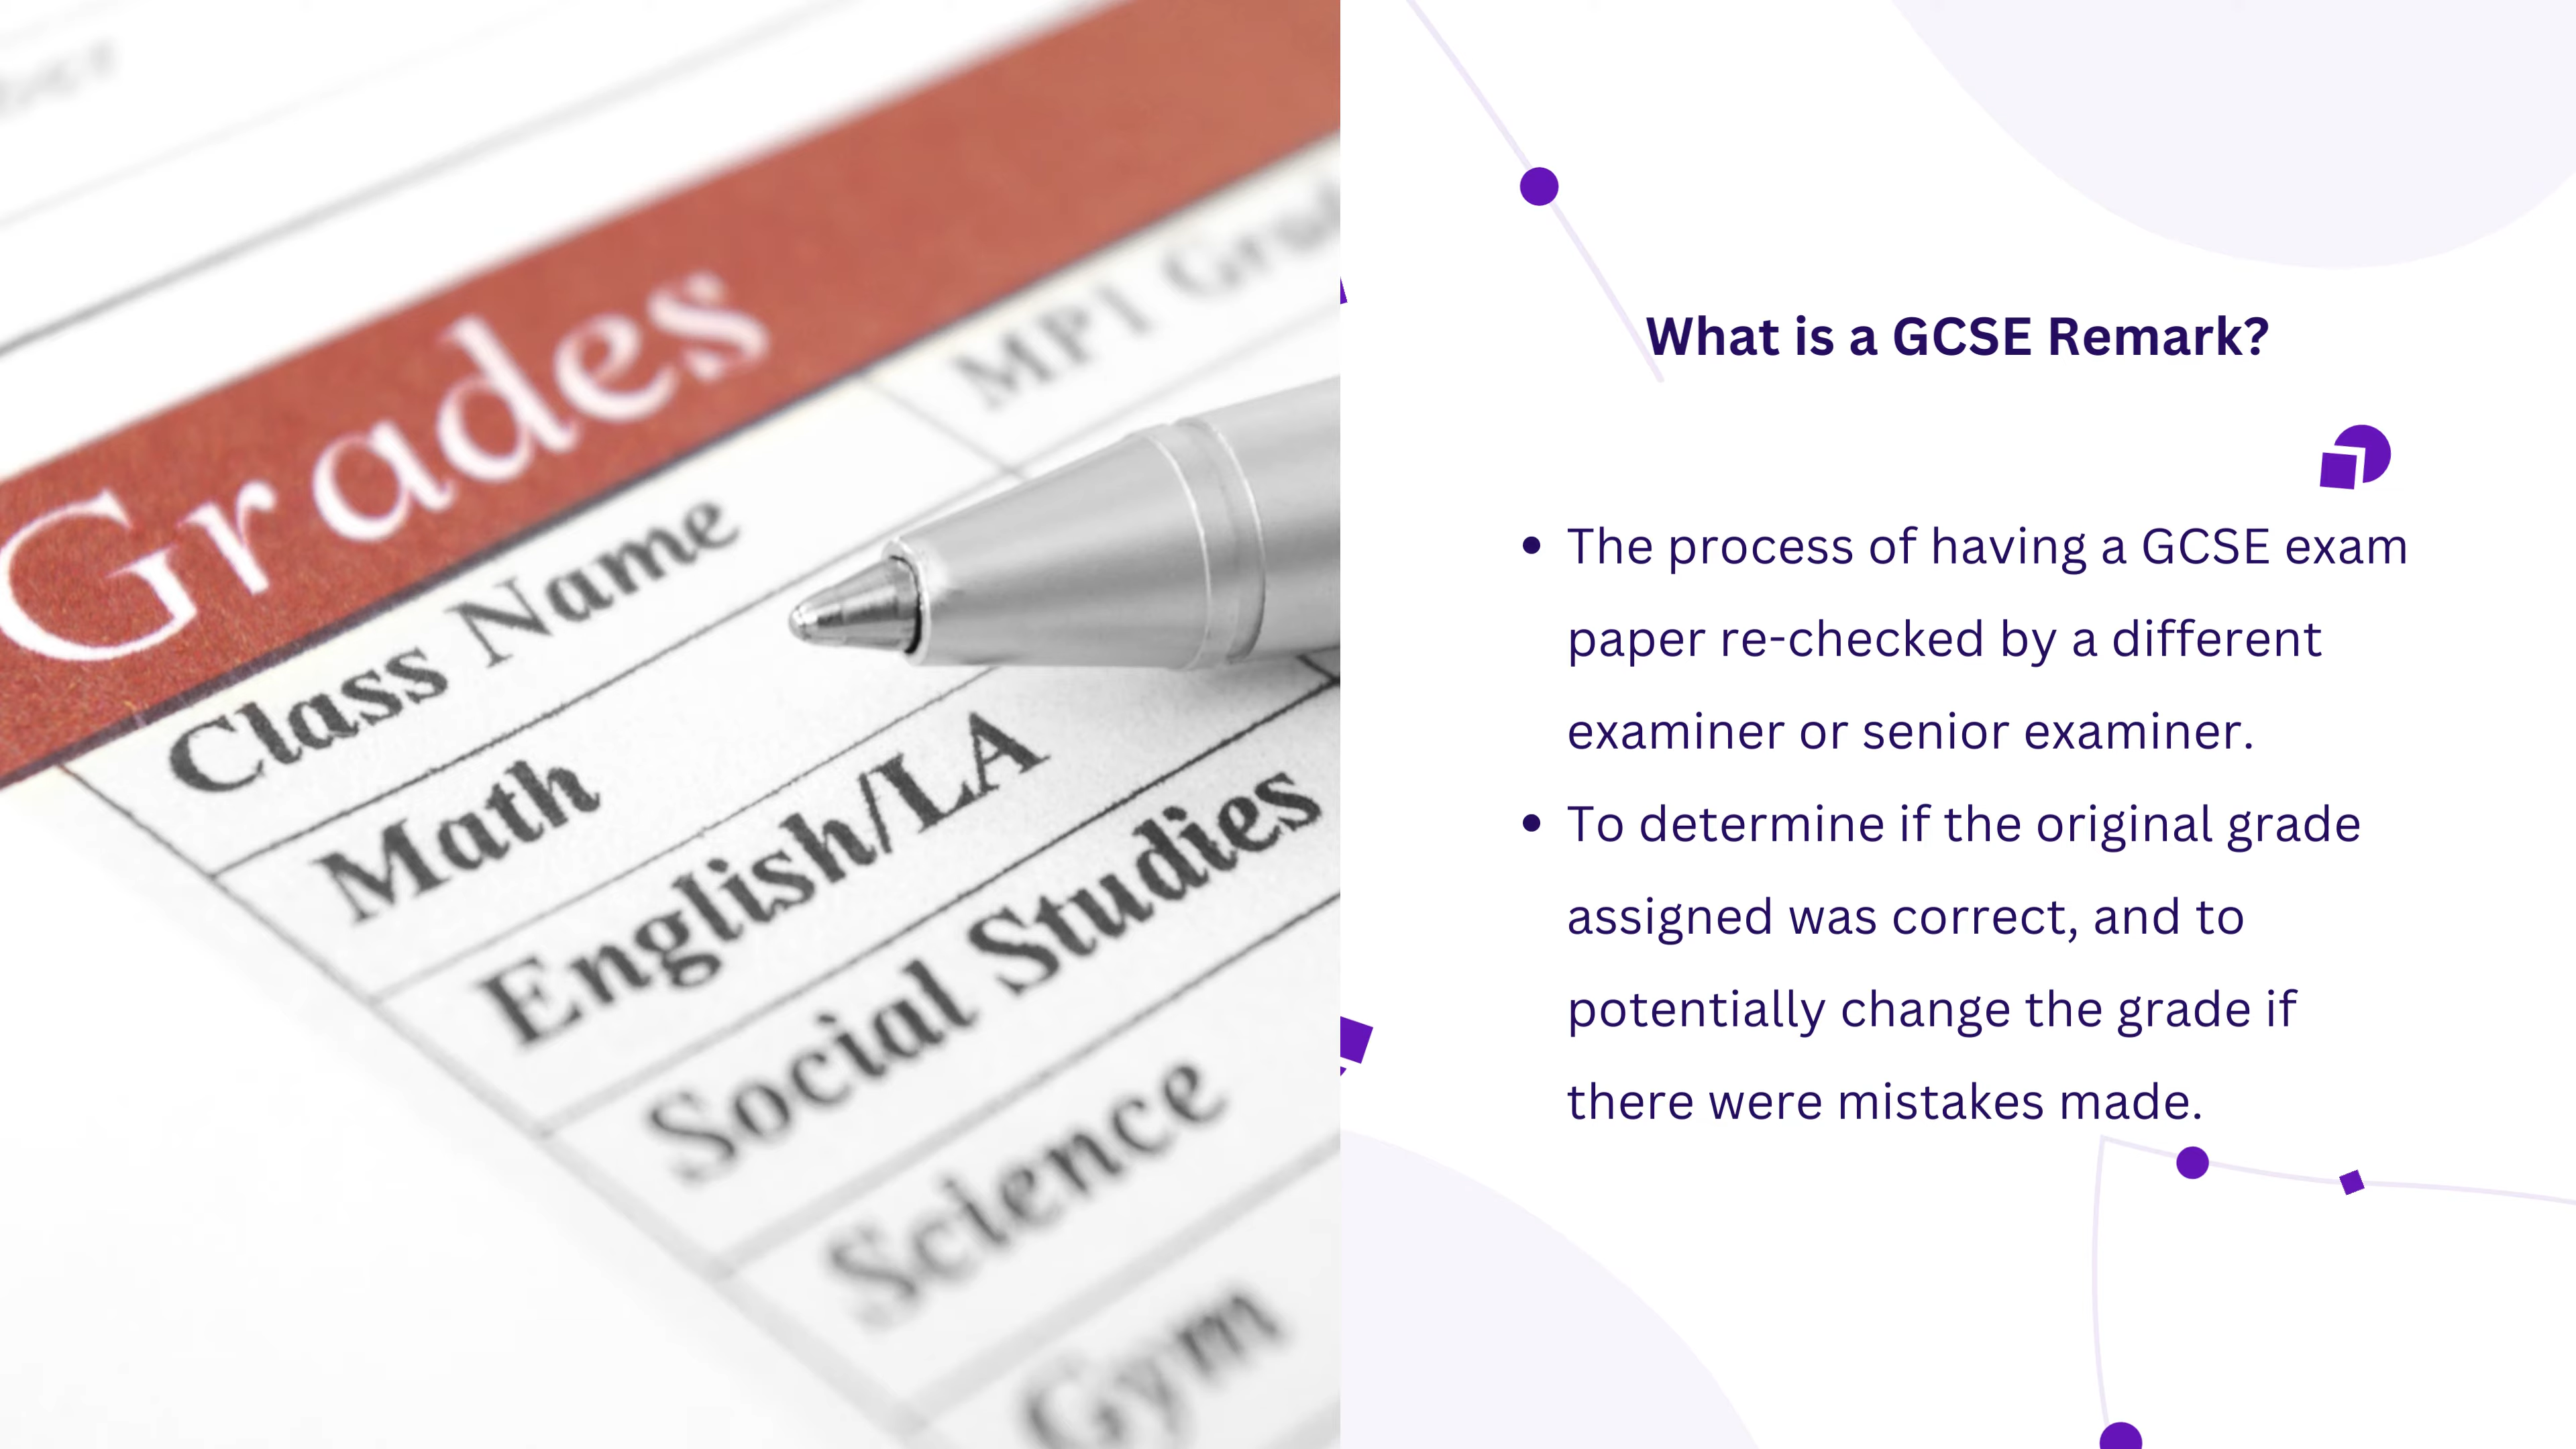 Grades
MP1
Class Name
Math
English/LA
Social Studies
Science
Gym
What is a GCSE Remark?
• The process of having a GCSE exam
paper re-checked by a different
examiner or senior examiner.
• To determine if the original grade
assigned was correct, and to
potentially change the grade if
there were mistakes made.